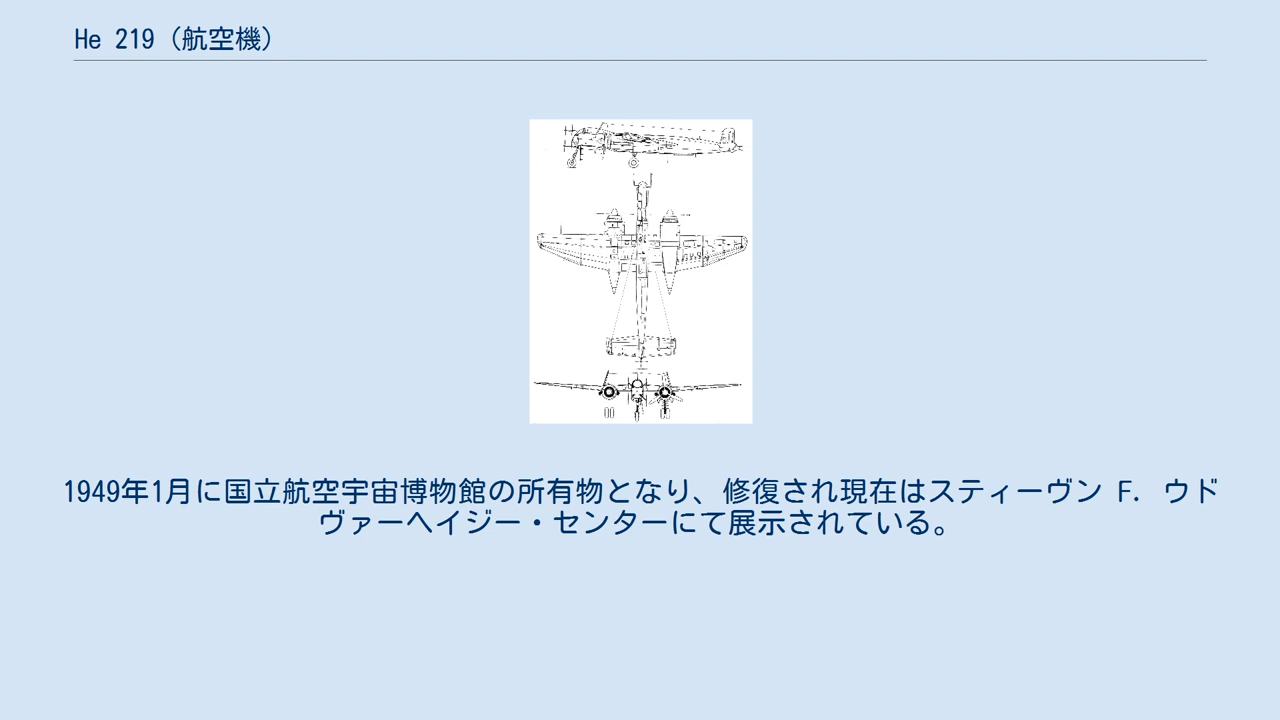 He 219（航空機）
1949年1月に国立航空宇宙博物館の所有物となり、修復され現在はスティーヴン F. ウド
ヴァーヘイジー・センターにて展示されている。